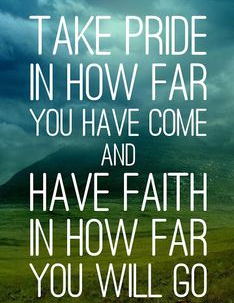 TAKE PRIDE
IN HOW FAR
YOU HAVE COME
AND
HAVE FAITH
IN HOW FAR
YOU WILL GO